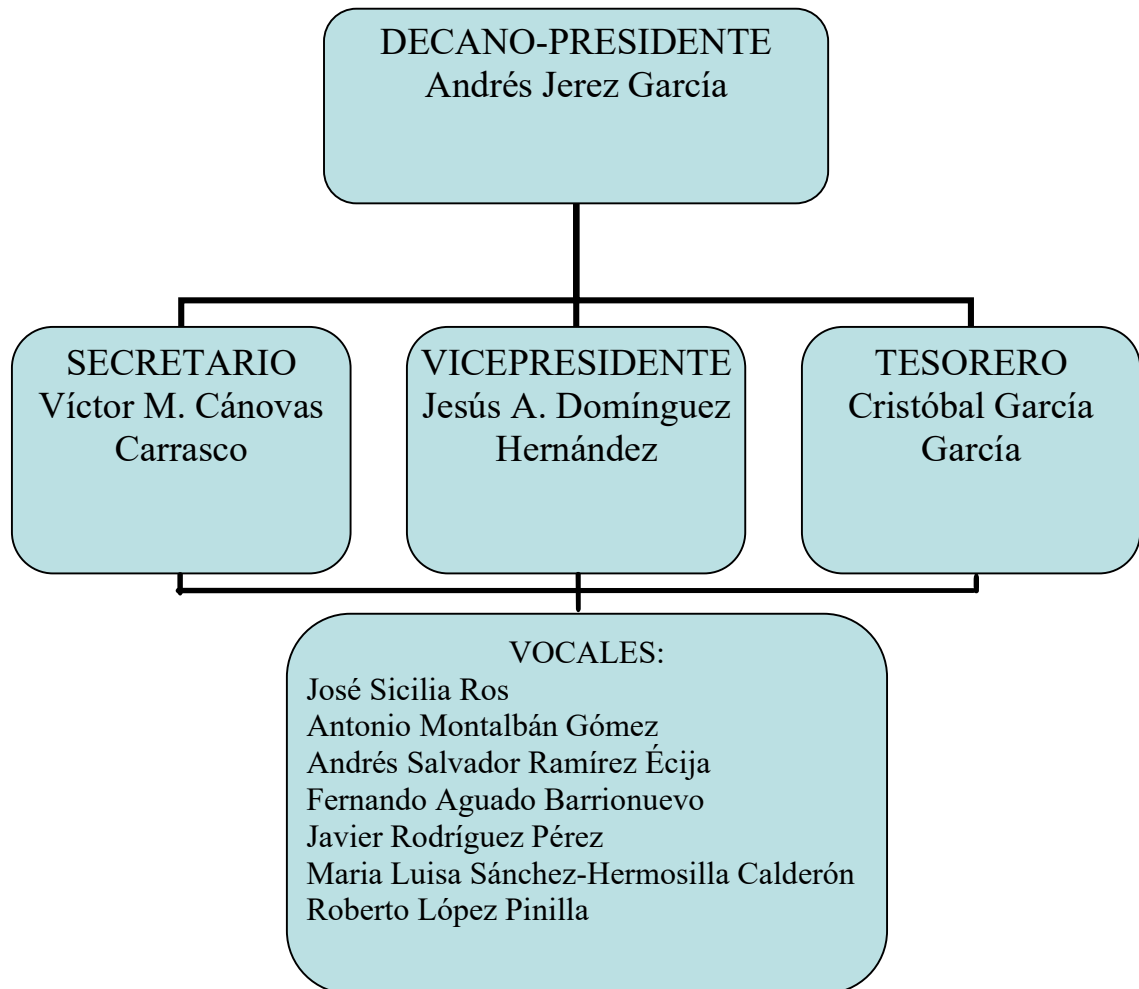 DECANO-PRESIDENTE
Andrés Jerez García
SECRETARIO
Víctor M. Cánovas
Carrasco
VICEPRESIDENTE
Jesús A. Domínguez
Hernández
TESORERO
Cristóbal García
García
VOCALES:
José Sicilia Ros
Antonio Montalbán Gómez
Andrés Salvador Ramírez Écija
Fernando Aguado Barrionuevo
Javier Rodríguez Pérez
Maria Luisa Sánchez-Hermosilla Calderón
Roberto López Pinilla